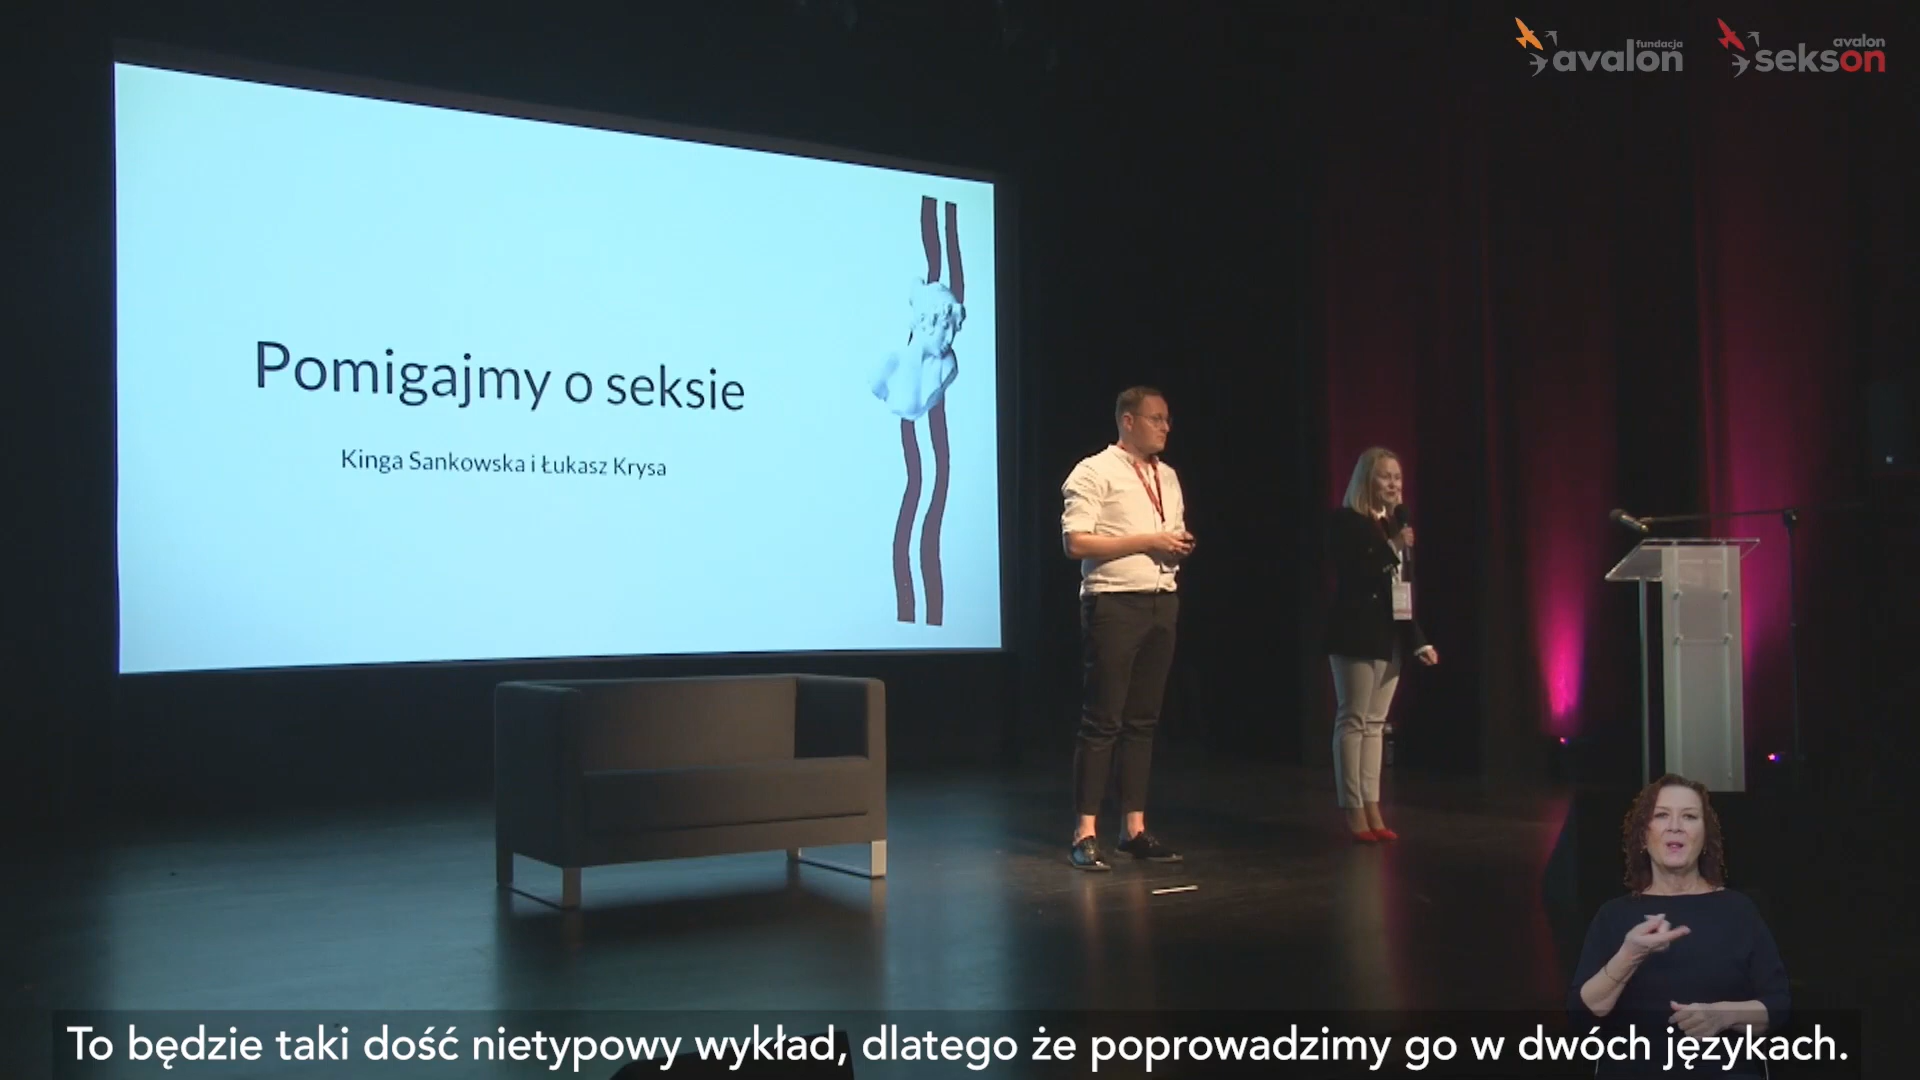 fundacja
avalon
avalon
sekson
Pomigajmy o seksie
Kinga Sankowska i Łukasz Krysa
To będzie taki dość nietypowy wykład, dlatego że poprowadzimy go w dwóch językach.